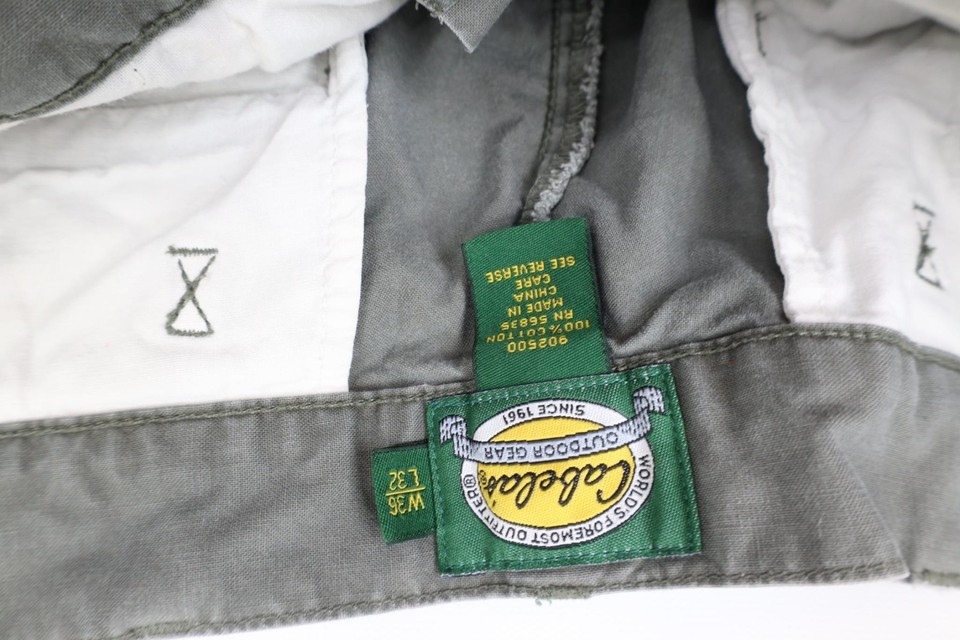 WORLD'S FOREMOST OUTFITTER®
Cabela's®
OUTDOOR GEAR
SINCE 1961
W36
L32
902500
100% COTTON
RN 56835
MADE IN
CHINA
CARE
SEE REVERSE